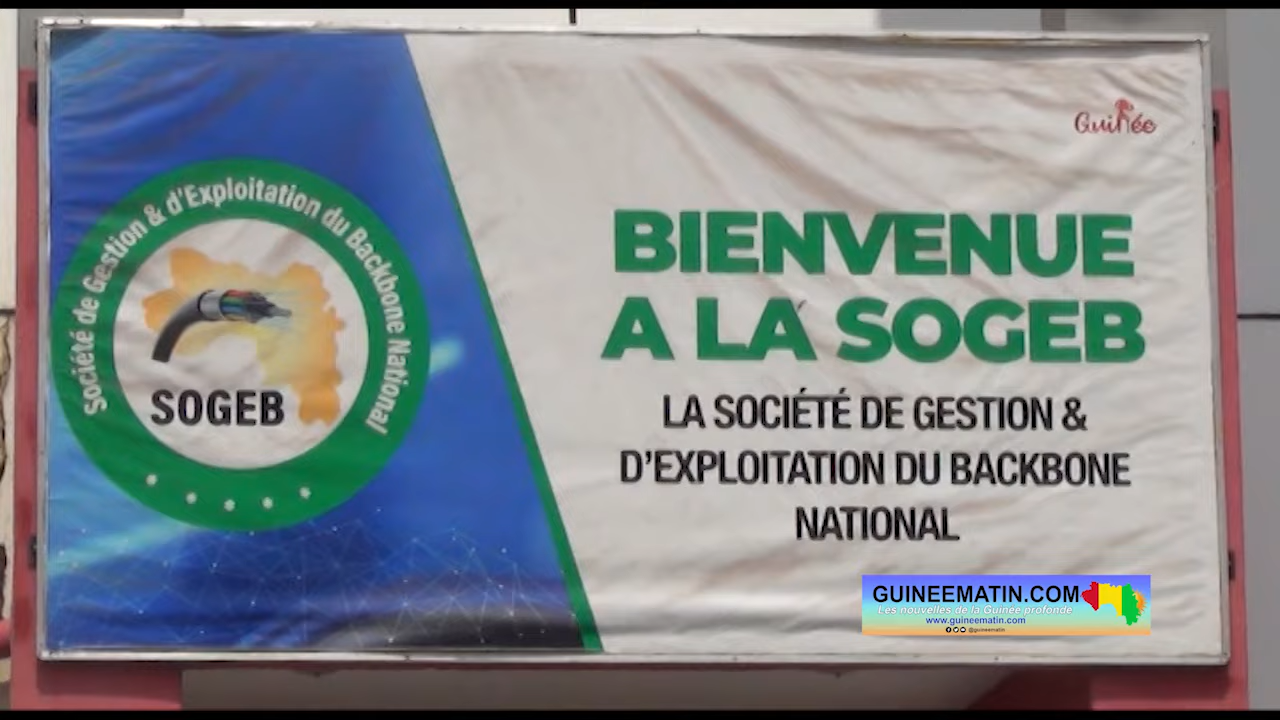 Société de Gestion & d'Exploitation du Backbone National
SOGEB
Guinée
BIENVENUE
A LA SOGEB
LA SOCIÉTÉ DE GESTION &
D'EXPLOITATION DU BACKBONE
NATIONAL
GUINEEMATIN.COM
Les nouvelles de la Guinée profonde
www.guineematin.com
@guineematin